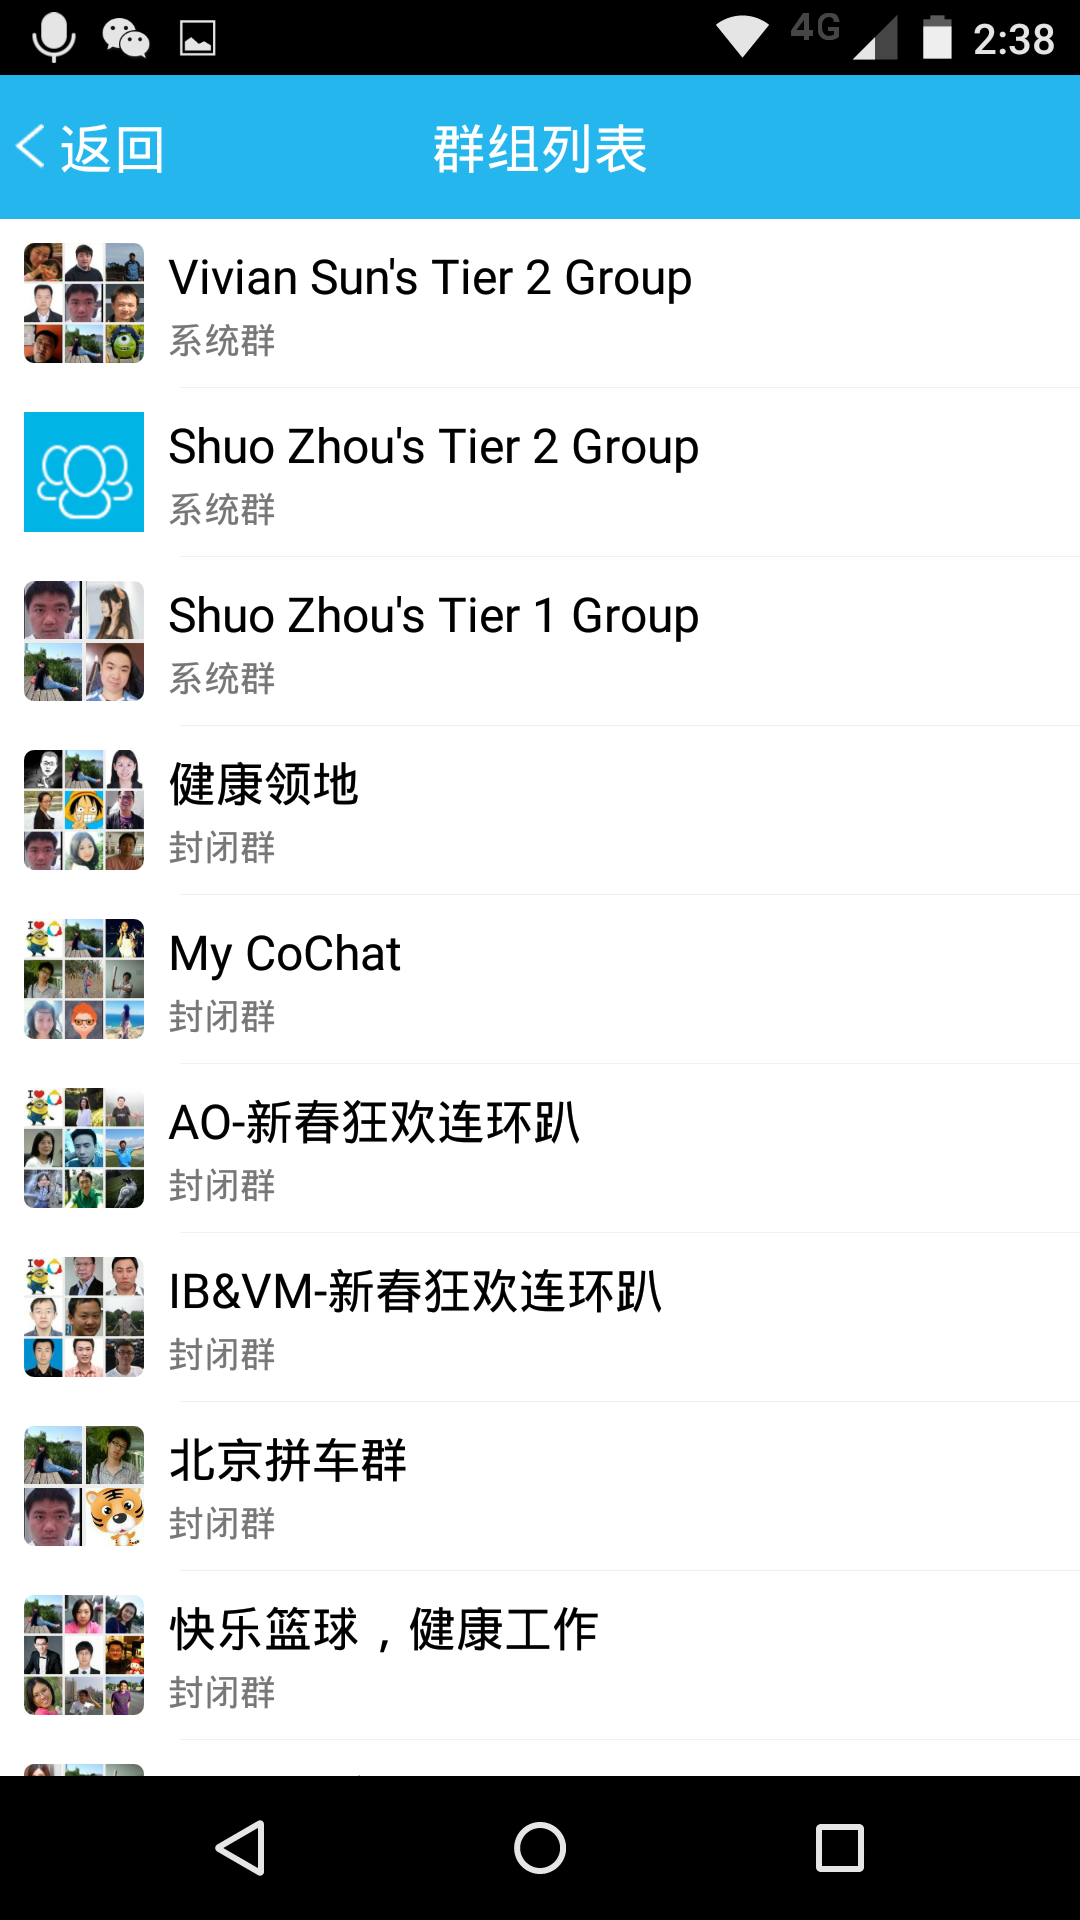 4G 2:38
返回 群组列表
Vivian Sun's Tier 2 Group
系统群
Shuo Zhou's Tier 2 Group
系统群
Shuo Zhou's Tier 1 Group
系统群
健康领地
封闭群
My CoChat
封闭群
AO-新春狂欢连环趴
封闭群
IB&VM-新春狂欢连环趴
封闭群
北京拼车群
封闭群
快乐篮球，健康工作
封闭群